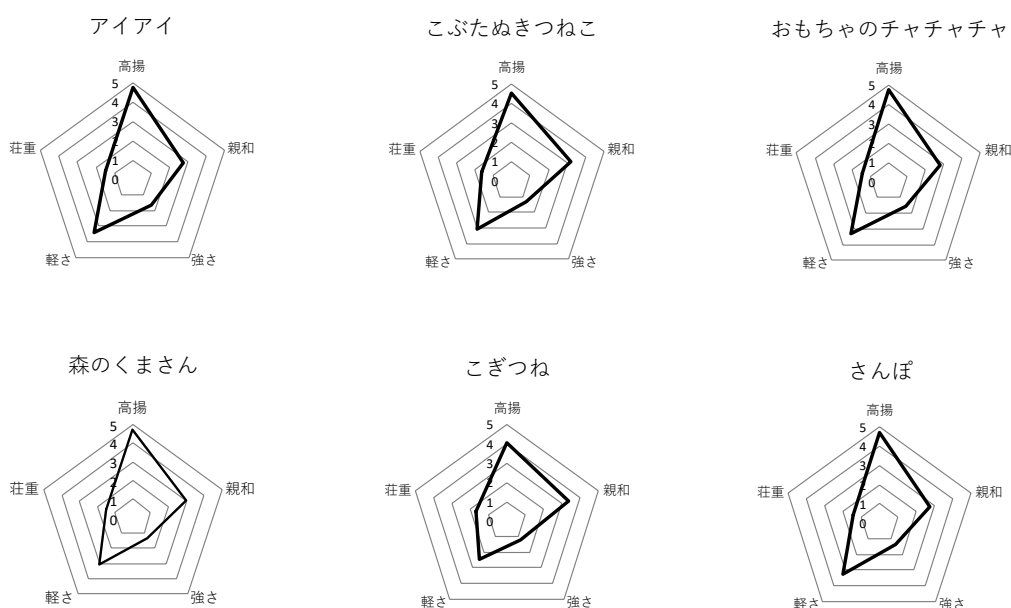 アイアイ
高揚
5
4
3
1
0
荘重
親和
軽さ
強さ
こぶたぬきつねこ
高揚
5
4
3
2
1
0
荘重
親和
軽さ
強さ
おもちゃのチャチャチャ
高揚
5
4
3
2
1
0
荘重
親和
軽さ
強さ
森のくまさん
高揚
5
4
3
2
1
0
荘重
親和
軽さ
強さ
こぎつね
高揚
5
4
3
2
1
0
荘重
親和
軽さ
強さ
さんぽ
高揚
5
4
3
2
1
0
荘重
親和
軽さ
強さ